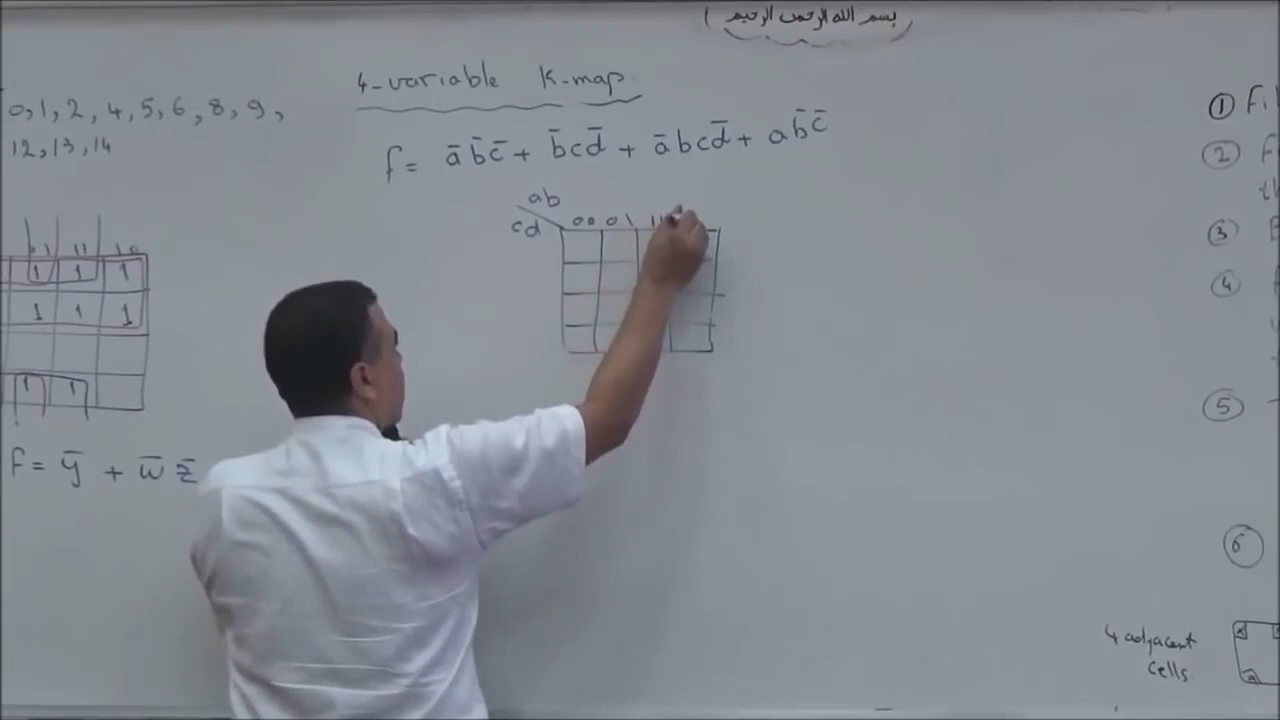 (بسم الله الرحمن الرحيم)
4-variable K-map
0,1,2,4,5,6,8,9,
12,13,14
f = a̅ b̅ c̅ + b̅ c d̅ + a̅ b c d̅ + a b̅ c̅
ab
cd 00 01 11
11 10
1 1 1
1 1 1
1 1
F = y̅ + w̅ z̅
①
②
③
④
⑤
⑥
4 adjacent
cells.